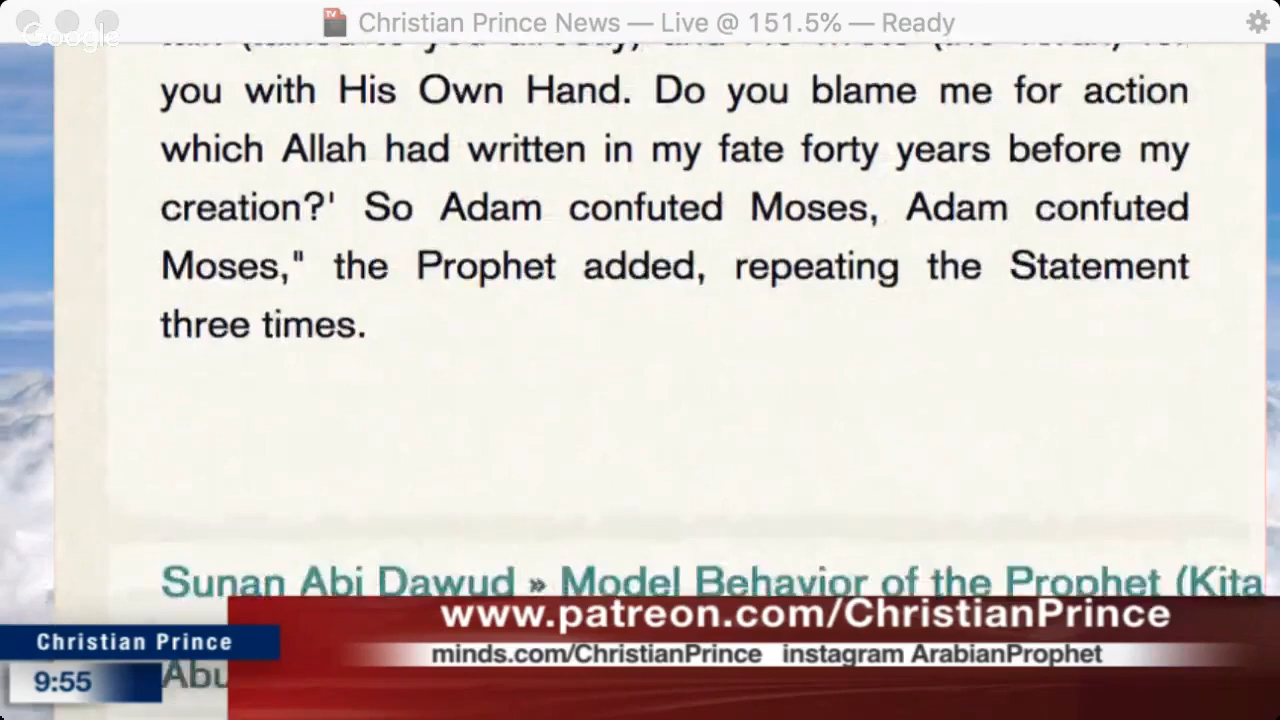 Christian Prince News — Live @ 151.5% — Ready
Google
you with His Own Hand. Do you blame me for action
which Allah had written in my fate forty years before my
creation?' So Adam confuted Moses, Adam confuted
Moses," the Prophet added, repeating the Statement
three times.
Sunan Abi Dawud » Model Behavior of the Prophet (Kita
www.patreon.com/ChristianPrince
Christian Prince
minds.com/ChristianPrince instagram ArabianProphet
9:55
Abu